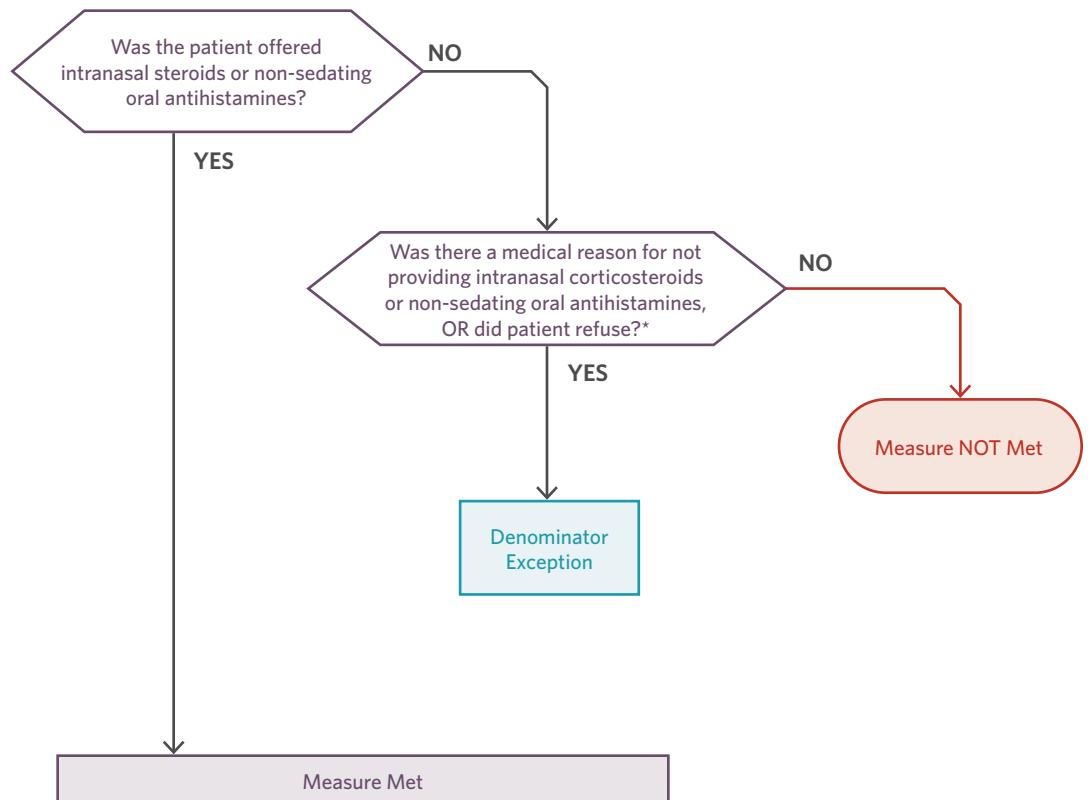 Was the patient offered
intranasal steroids or non-sedating
oral antihistamines?
NO
YES
Was there a medical reason for not
providing intranasal corticosteroids
or non-sedating oral antihistamines,
OR did patient refuse?*
NO
YES
Measure NOT Met
Denominator
Exception
Measure Met